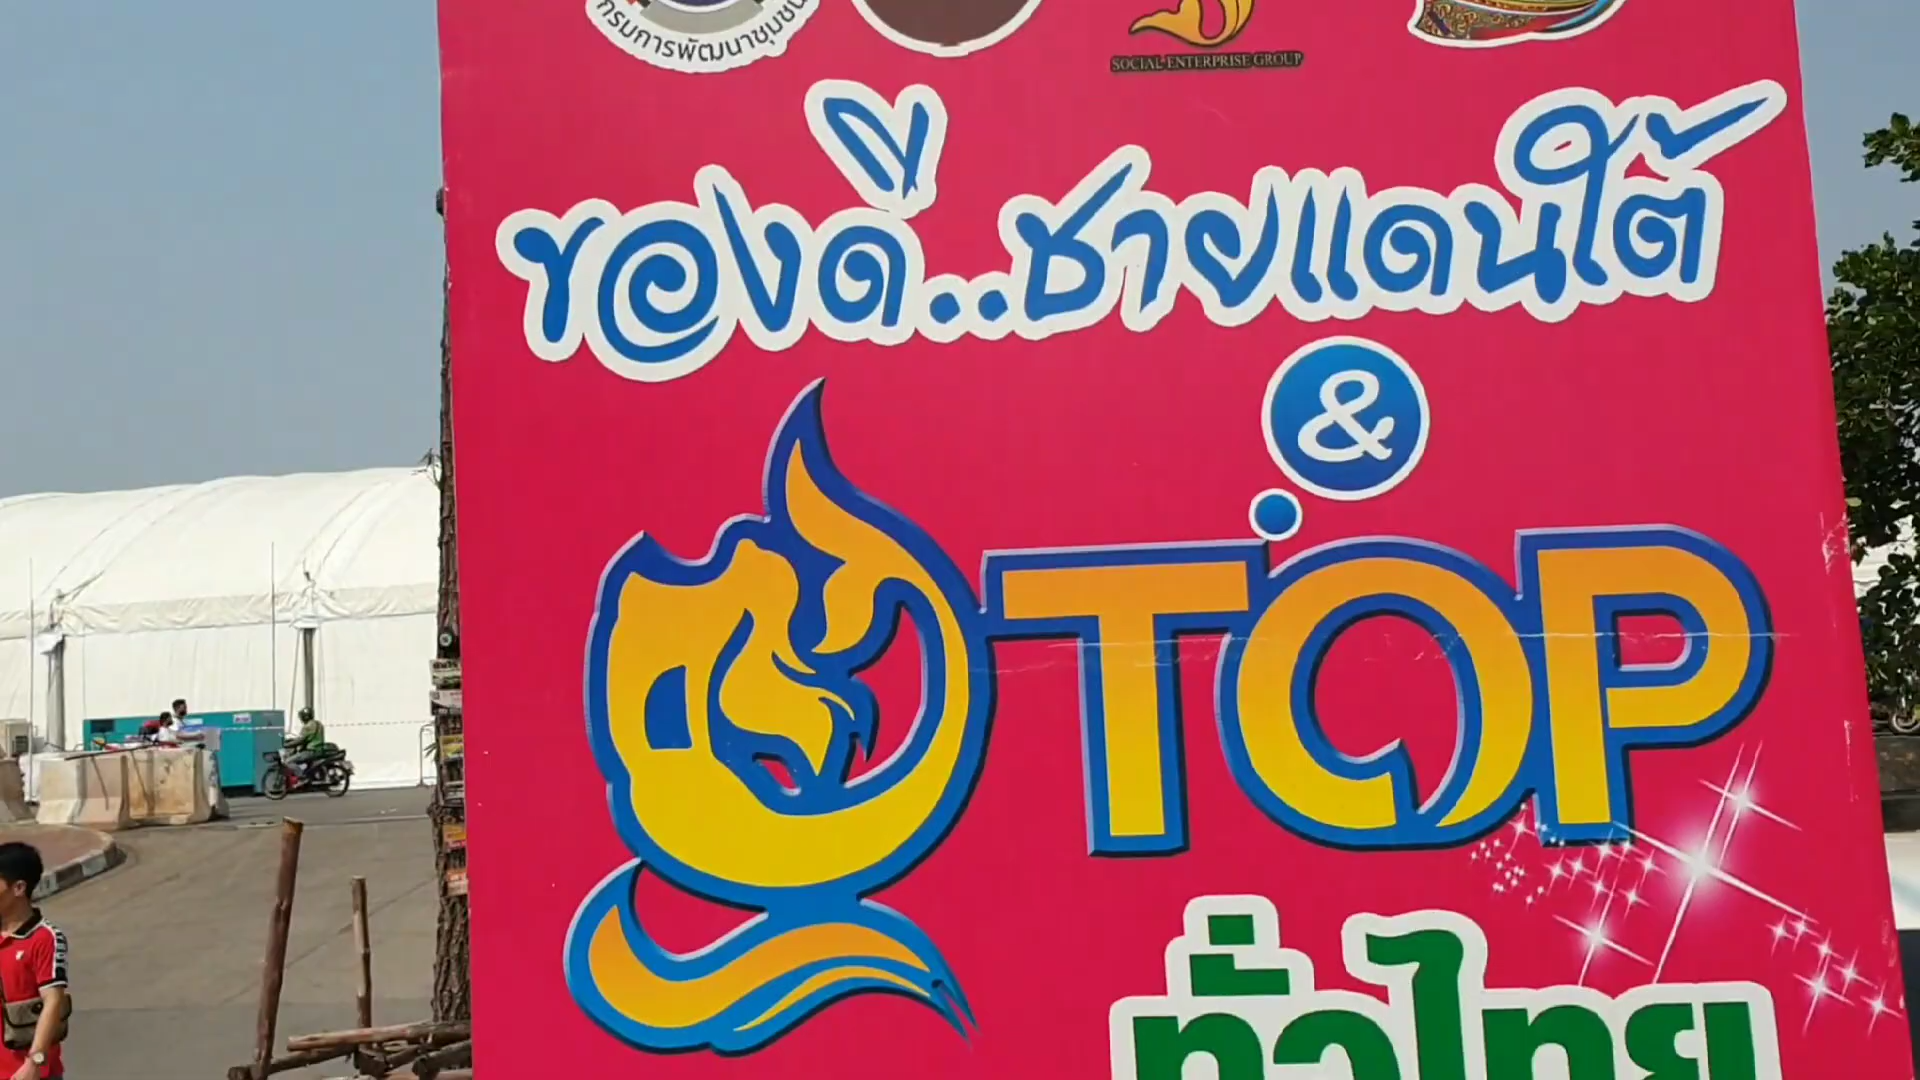 กรมการพัฒนาชุมชน
SOCIAL ENTERPRISE GROUP
ของดี..ชายแดนใต้
&
OTOP
ทั่วไทย